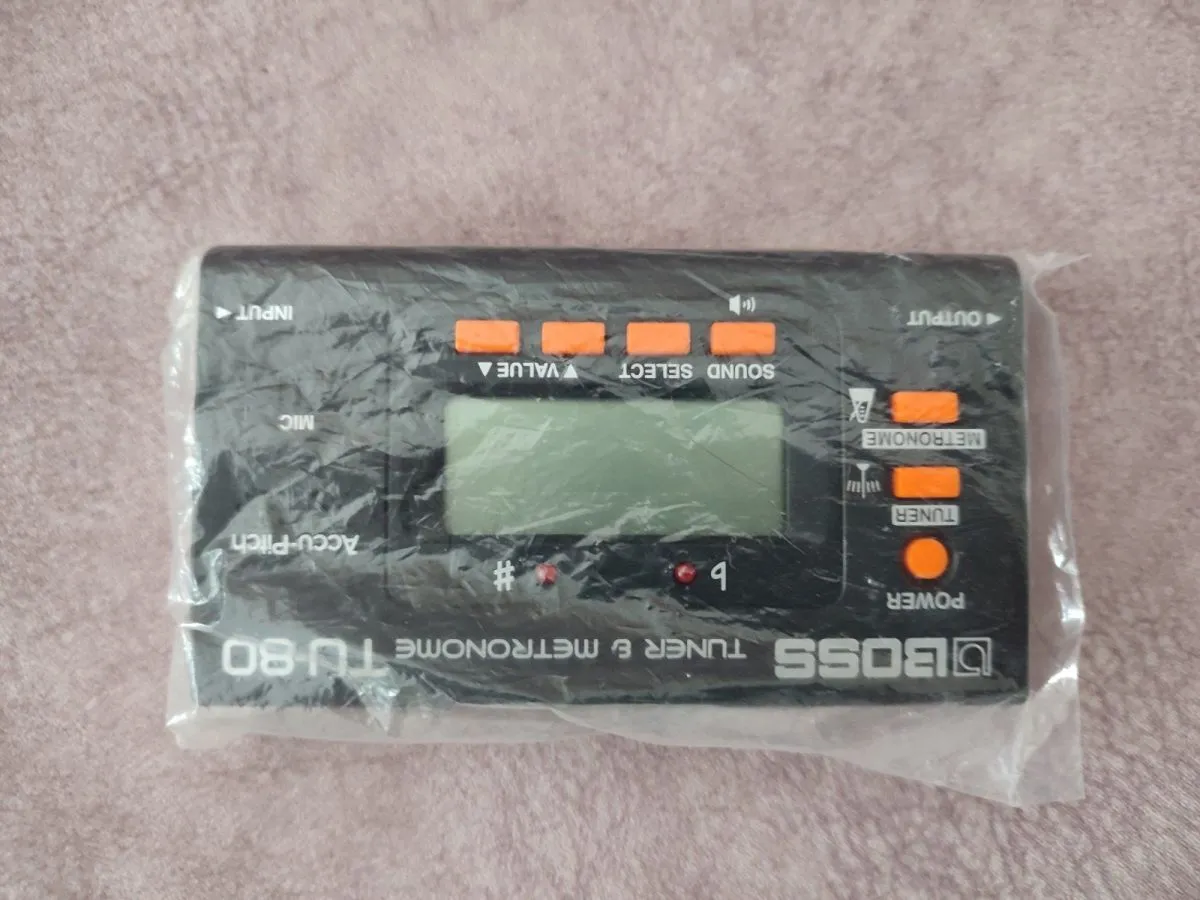 BOSS TUNER & METRONOME TU-80
POWER
♭ #
Accu-Pitch
TUNER
METRONOME
MIC
SOUND SELECT ▼ VALUE ▲
◀ OUTPUT
INPUT ▶